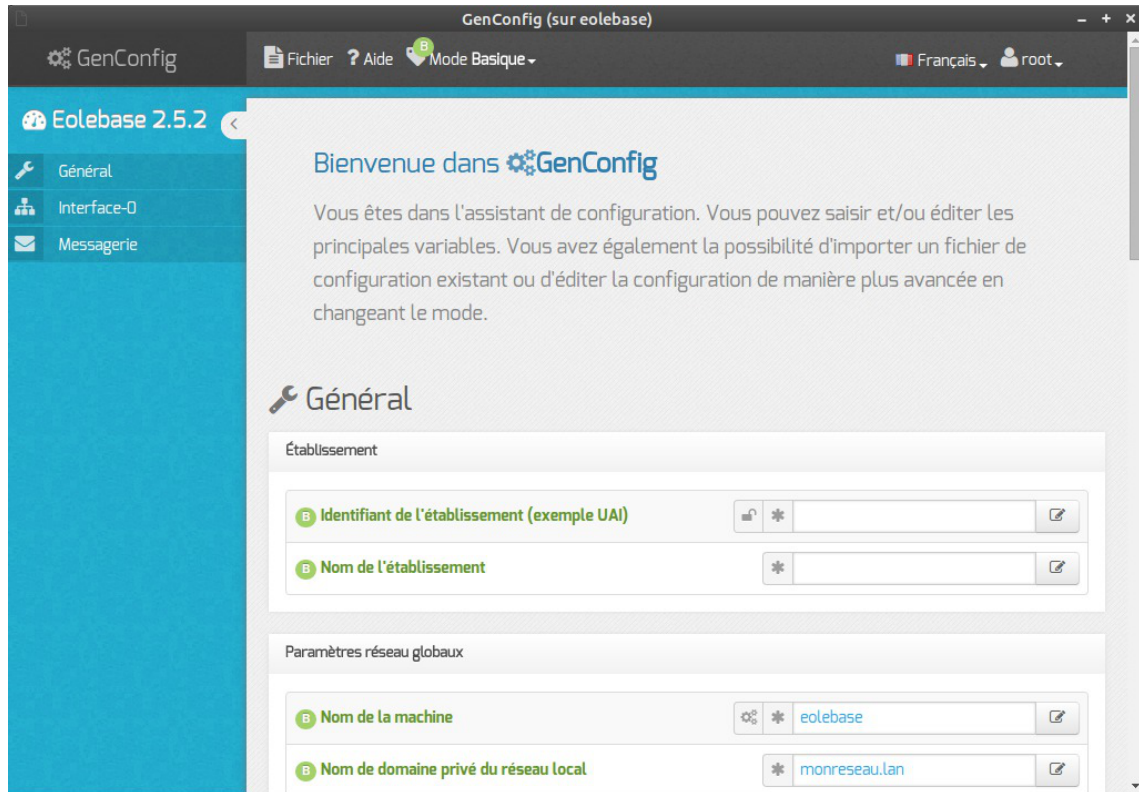 GenConfig (sur eolebase)
GenConfig
Fichier ? Aide B Mode Basique
Français root
Eolebase 2.5.2
Général
Interface-0
Messagerie
Bienvenue dans GenConfig
Vous êtes dans l'assistant de configuration. Vous pouvez saisir et/ou éditer les
principales variables. Vous avez également la possibilité d'importer un fichier de
configuration existant ou d'éditer la configuration de manière plus avancée en
changeant le mode.
Général
Établissement
B Identifiant de l'établissement (exemple UAI)
B Nom de l'établissement
Paramètres réseau globaux
B Nom de la machine eolebase
B Nom de domaine privé du réseau local monreseau.lan